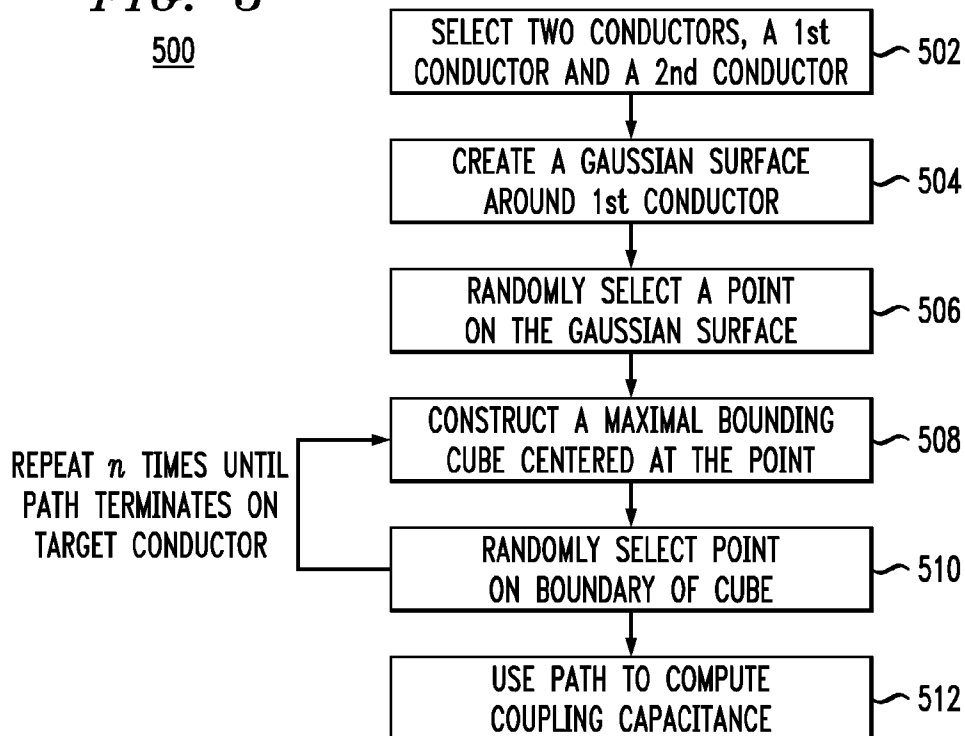 500
SELECT TWO CONDUCTORS, A 1st
CONDUCTOR AND A 2nd CONDUCTOR
502
CREATE A GAUSSIAN SURFACE
AROUND 1st CONDUCTOR
504
RANDOMLY SELECT A POINT
ON THE GAUSSIAN SURFACE
506
CONSTRUCT A MAXIMAL BOUNDING
CUBE CENTERED AT THE POINT
508
REPEAT n TIMES UNTIL
PATH TERMINATES ON
TARGET CONDUCTOR
RANDOMLY SELECT POINT
ON BOUNDARY OF CUBE
510
USE PATH TO COMPUTE
COUPLING CAPACITANCE
512